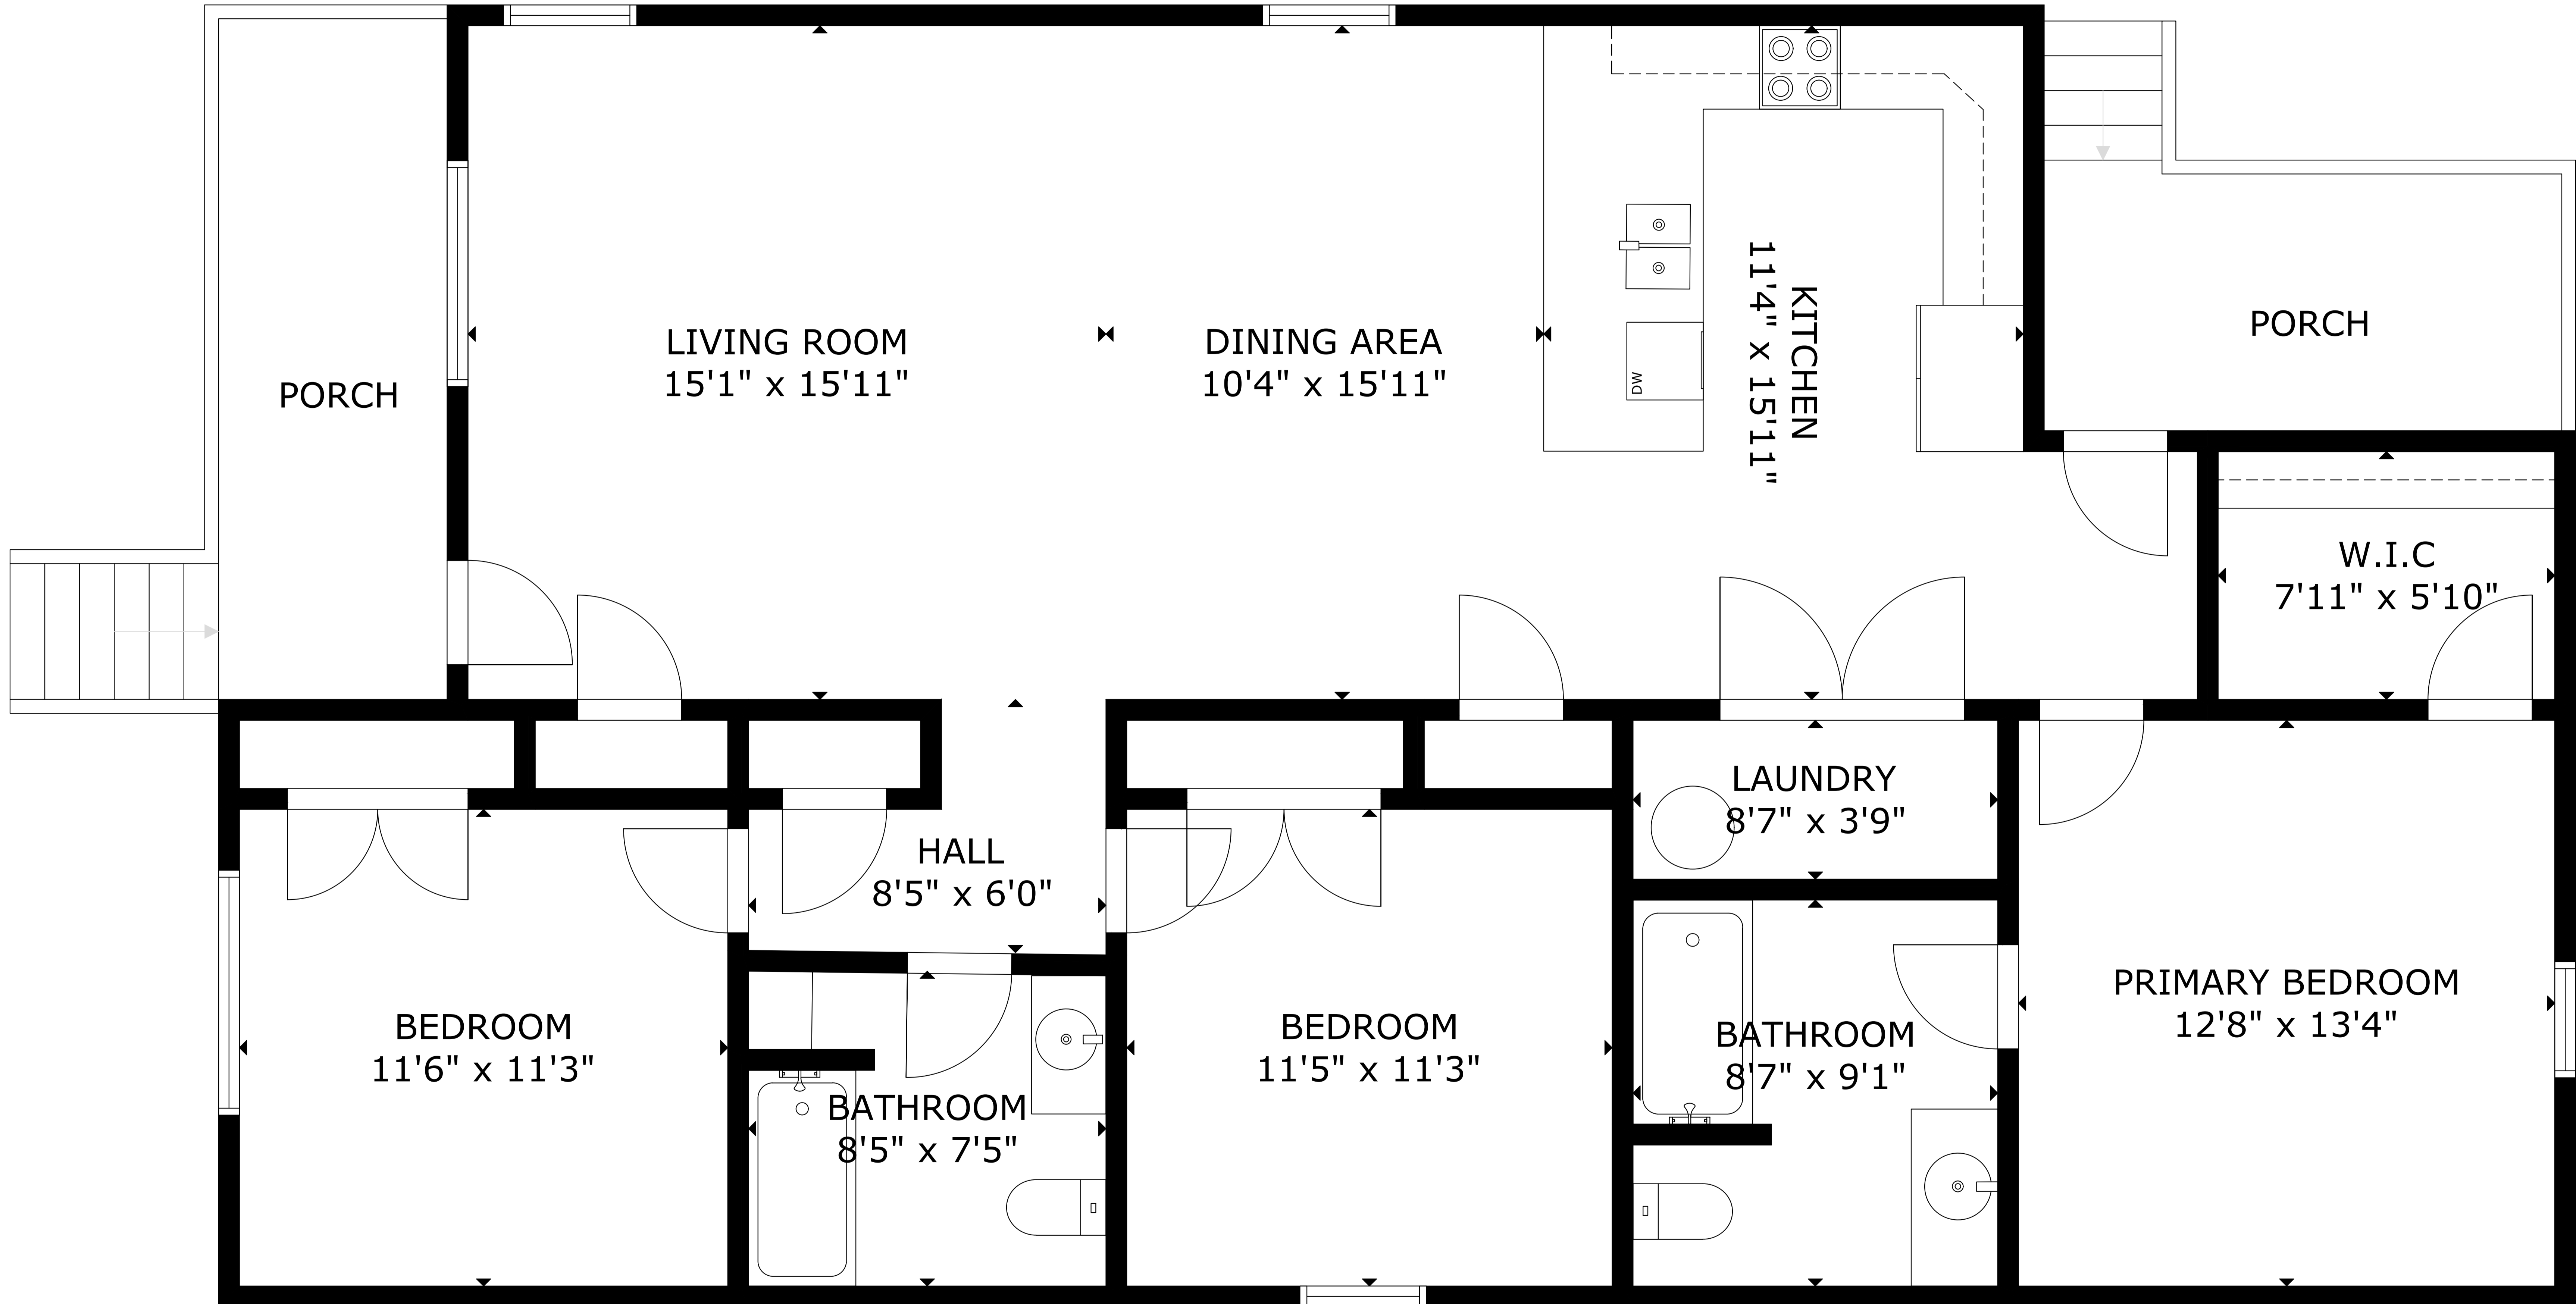 LIVING ROOM
15'1" x 15'11"
DINING AREA
10'4" x 15'11"
KITCHEN
11'4" x 15'11"
DW
PORCH
PORCH
W.I.C
7'11" x 5'10"
LAUNDRY
8'7" x 3'9"
HALL
8'5" x 6'0"
BEDROOM
11'6" x 11'3"
BATHROOM
8'5" x 7'5"
BEDROOM
11'5" x 11'3"
BATHROOM
8'7" x 9'1"
PRIMARY BEDROOM
12'8" x 13'4"